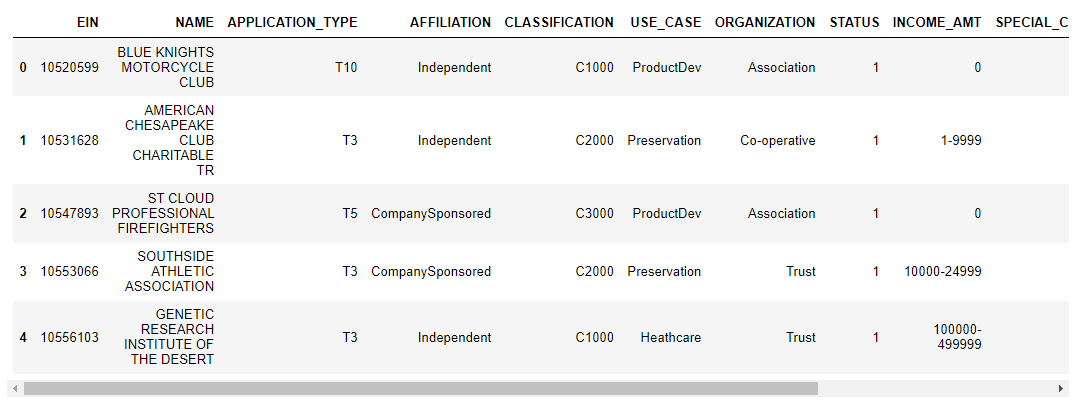 EIN NAME APPLICATION_TYPE AFFILIATION CLASSIFICATION USE_CASE ORGANIZATION STATUS INCOME_AMT SPECIAL_C
BLUE KNIGHTS
0 10520599 MOTORCYCLE T10 Independent C1000 ProductDev Association 1 0
CLUB
AMERICAN
CHESAPEAKE
1 10531628 CLUB T3 Independent C2000 Preservation Co-operative 1 1-9999
CHARITABLE
TR
ST CLOUD
2 10547893 PROFESSIONAL T5 CompanySponsored C3000 ProductDev Association 1 0
FIREFIGHTERS
SOUTHSIDE
3 10553066 ATHLETIC T3 CompanySponsored C2000 Preservation Trust 1 10000-24999
ASSOCIATION
GENETIC
RESEARCH 100000-
4 10556103 T3 Independent C1000 Heathcare Trust 1
INSTITUTE OF 499999
THE DESERT